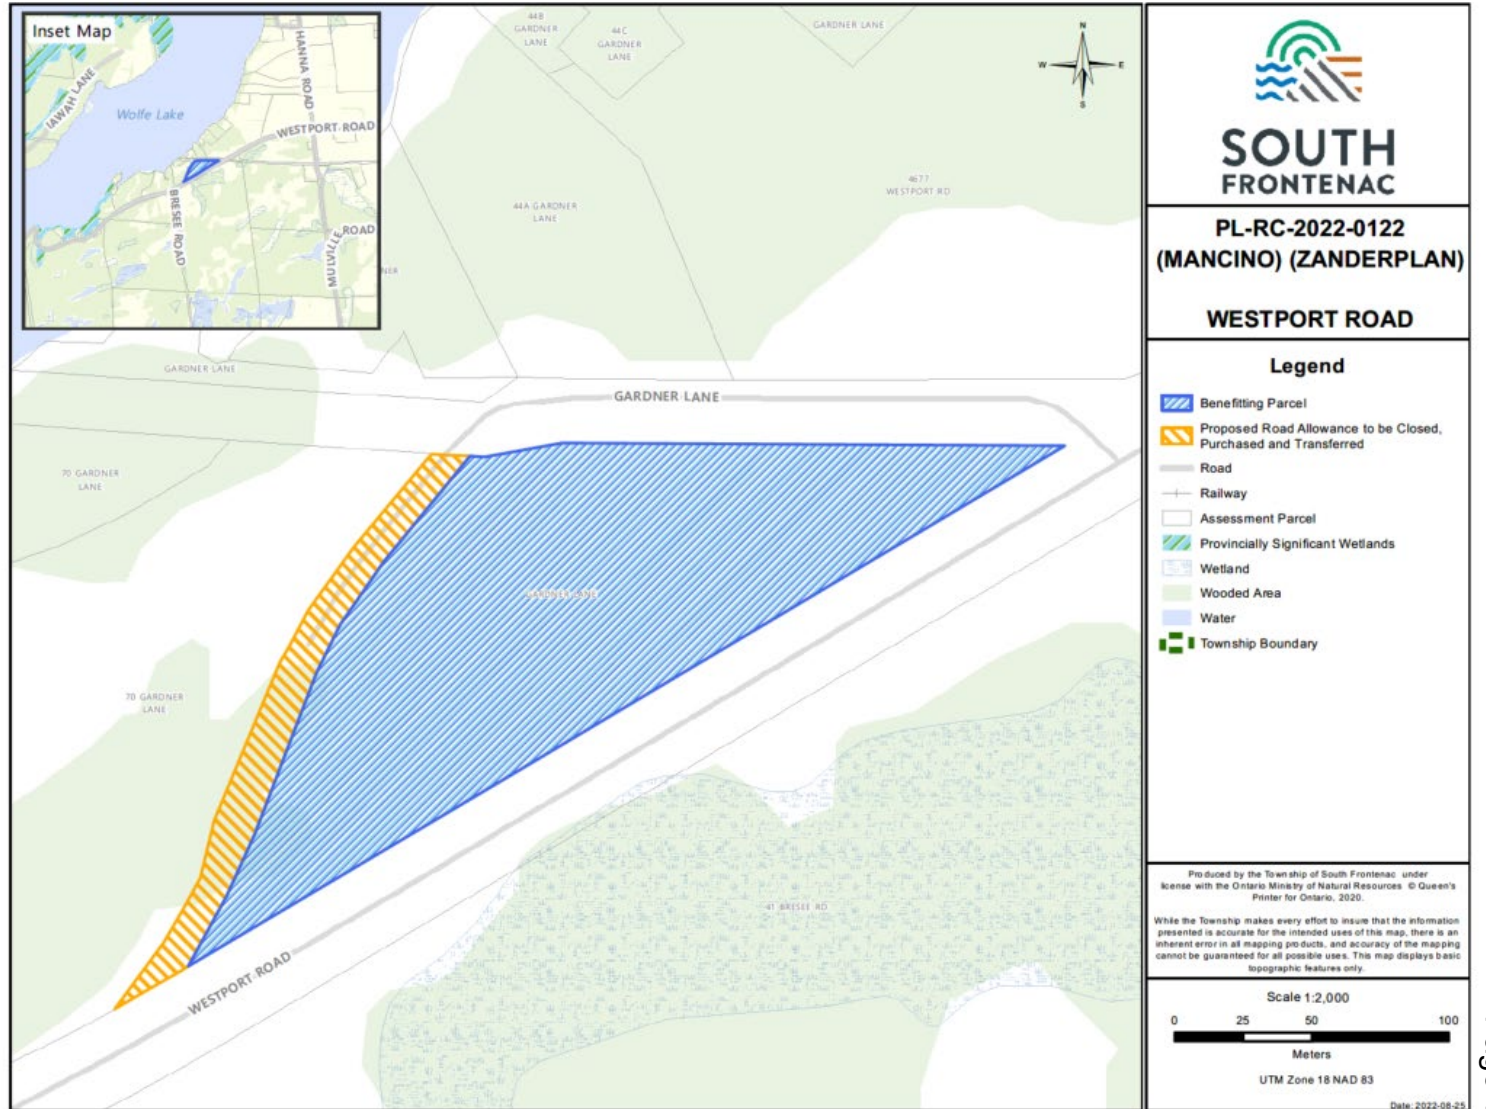 Inset Map
IAWAH LANE
Wolfe Lake
HANNA ROAD
WESTPORT ROAD
BRESEE ROAD
MULVILLE ROAD
44B
GARDNER
LANE
44C
GARDNER
LANE
GARDNER LANE
N
W E
S
4677
WESTPORT RD
44A GARDNER
LANE
GARDNER LANE
GARDNER LANE
70 GARDNER
LANE
GARDNER LANE
70 GARDNER
LANE
41 BRESEE RD
WESTPORT ROAD
SOUTH
FRONTENAC
PL-RC-2022-0122
(MANCINO) (ZANDERPLAN)
WESTPORT ROAD
Legend
Benefitting Parcel
Proposed Road Allowance to be Closed,
Purchased and Transferred
Road
Railway
Assessment Parcel
Provincially Significant Wetlands
Wetland
Wooded Area
Water
Township Boundary
Produced by the Township of South Frontenac under
license with the Ontario Ministry of Natural Resources © Queen's
Printer for Ontario, 2020.
While the Township makes every effort to insure that the information
presented is accurate for the intended uses of this map, there is an
inherent error in all mapping products, and accuracy of the mapping
cannot be guaranteed for all possible uses. This map displays basic
topographic features only.
Scale 1:2,000
0 25 50 100
Meters
UTM Zone 18 NAD 83
Date: 2022-08-25